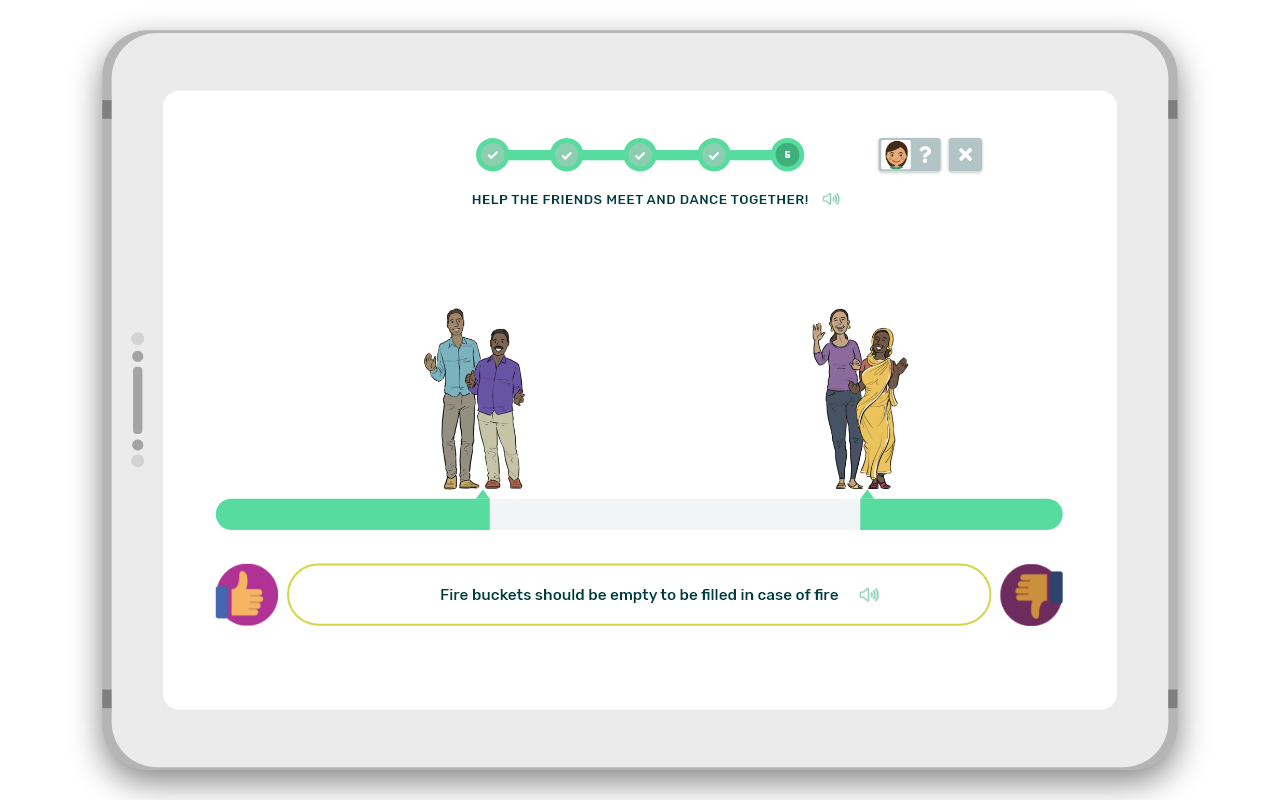 5
?
HELP THE FRIENDS MEET AND DANCE TOGETHER!
Fire buckets should be empty to be filled in case of fire